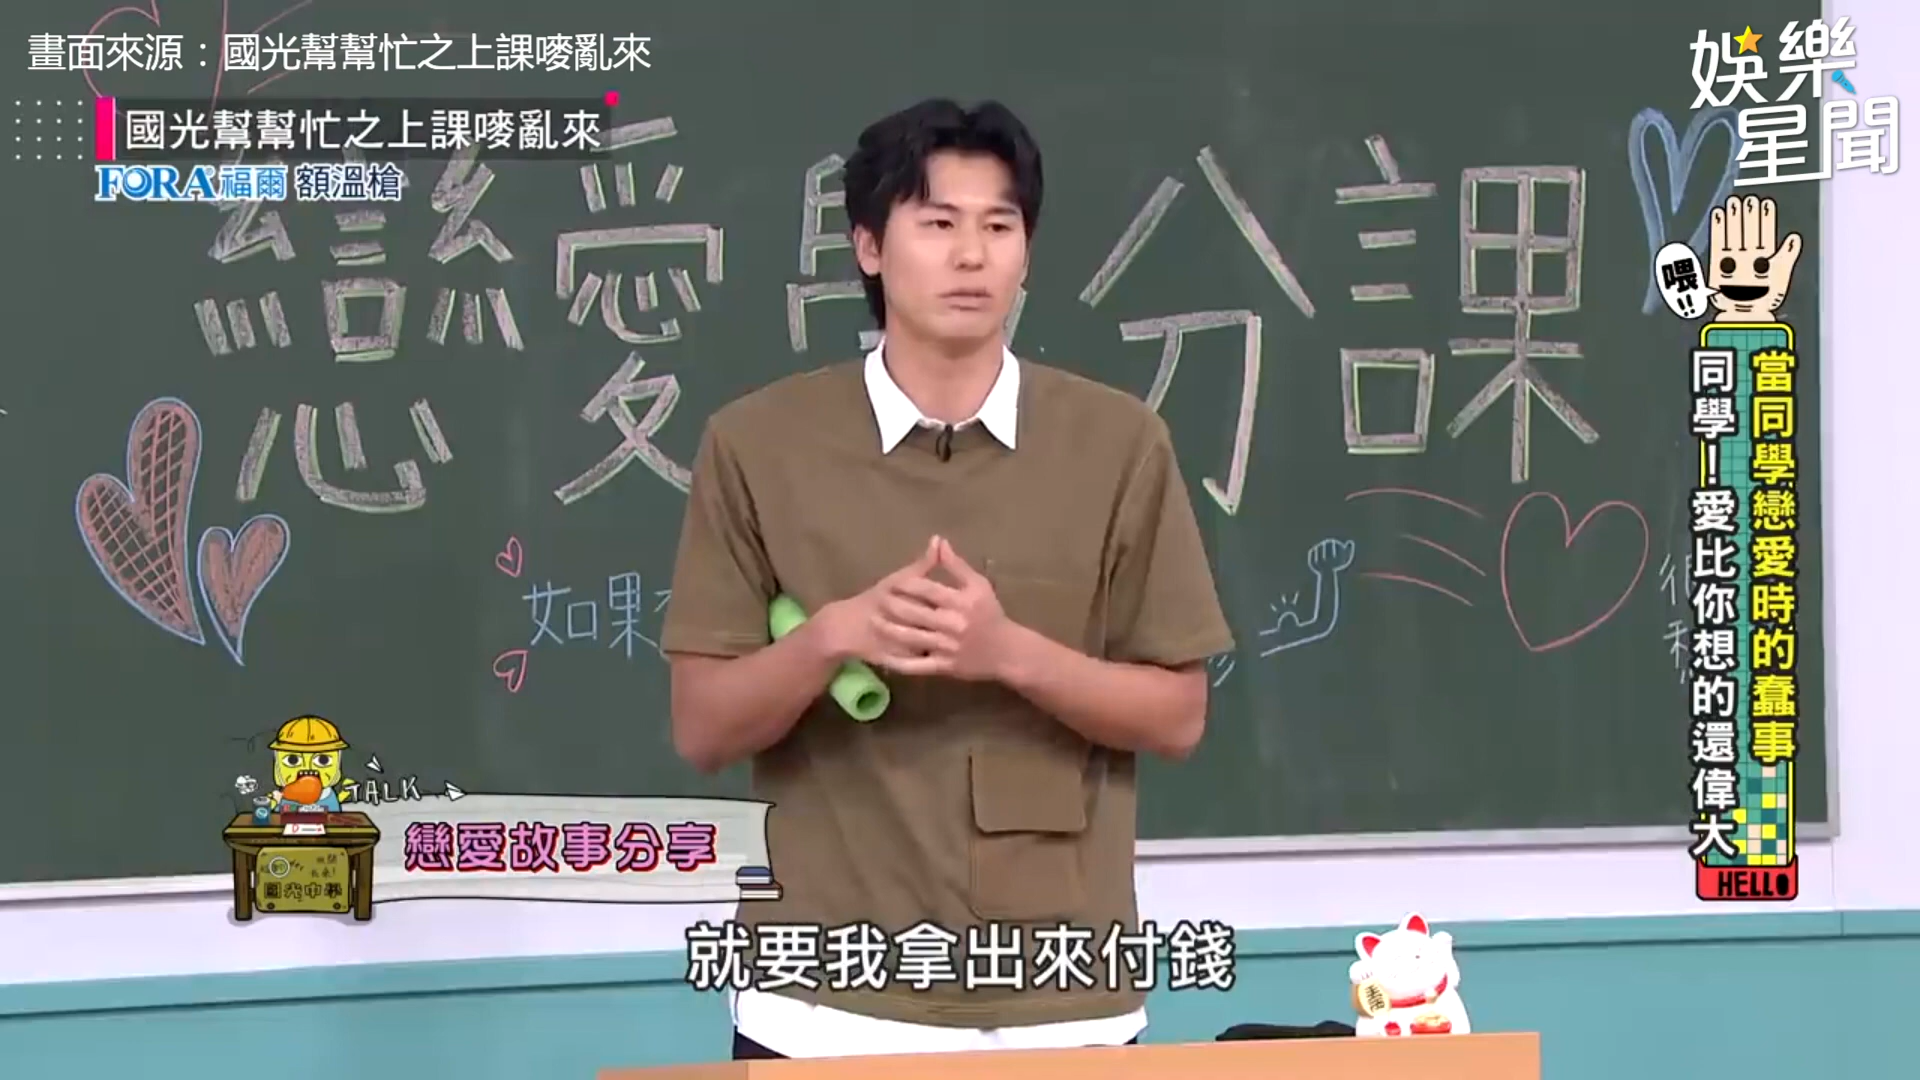 畫面來源：國光幫幫忙之上課嘜亂來
國光幫幫忙之上課嘜亂來
FORA福爾 額溫槍
娛樂星聞
戀愛學分課
喂!!
當同學戀愛時的蠢事
同學！愛比你想的還偉大
HELLO
如果
TALK
戀愛故事分享
國光中學
就要我拿出來付錢